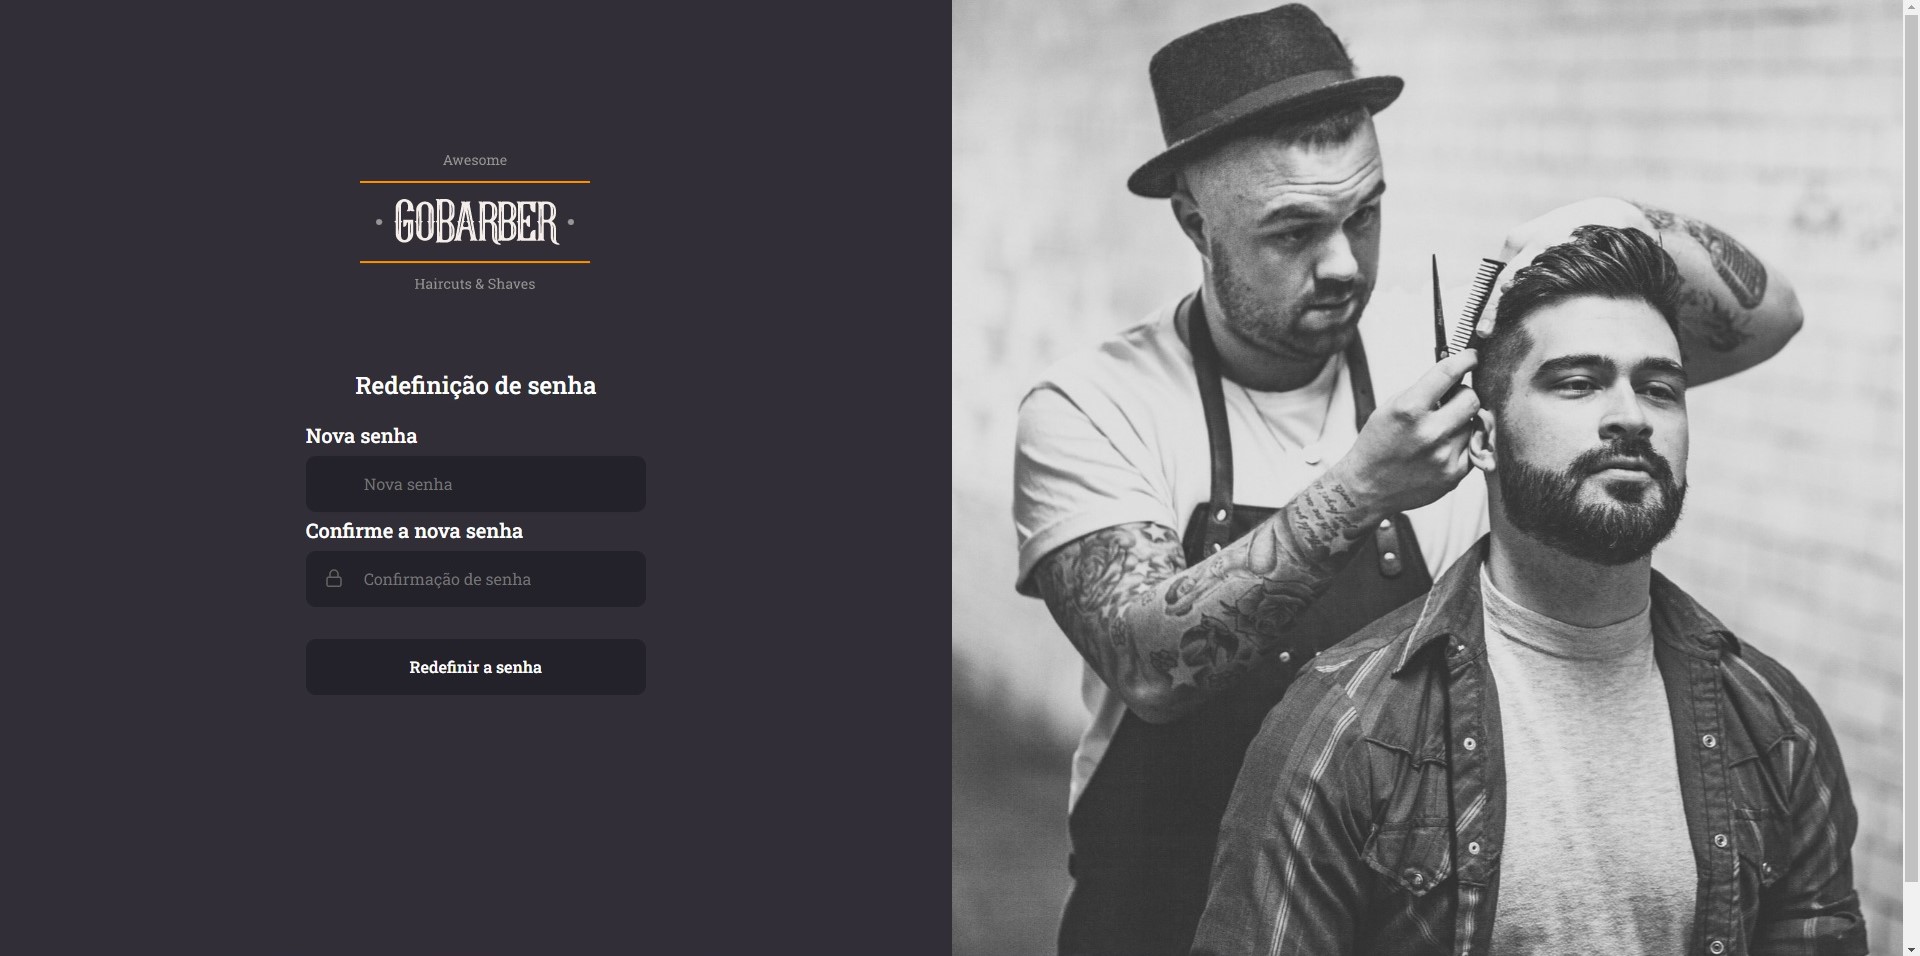 Awesome
GOBARBER
Haircuts & Shaves
Redefinição de senha
Nova senha
Nova senha
Confirme a nova senha
Confirmação de senha
Redefinir a senha